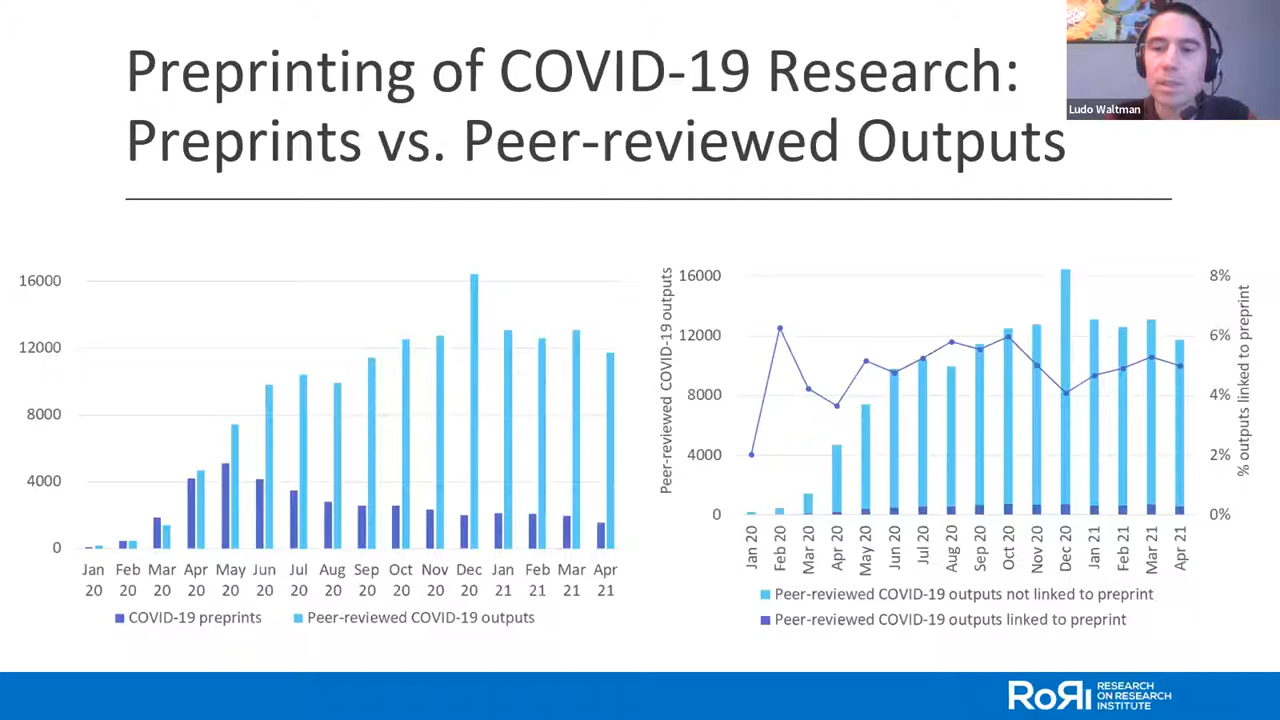 Preprinting of COVID-19 Research:
Preprints vs. Peer-reviewed Outputs
Ludo Waltman
16000
12000
8000
4000
0
Jan 20
Feb 20
Mar 20
Apr 20
May 20
Jun 20
Jul 20
Aug 20
Sep 20
Oct 20
Nov 20
Dec 20
Jan 21
Feb 21
Mar 21
Apr 21
COVID-19 preprints
Peer-reviewed COVID-19 outputs
Peer-reviewed COVID-19 outputs
16000
12000
8000
4000
0
8%
6%
4%
2%
0%
% outputs linked to preprint
Jan 20
Feb 20
Mar 20
Apr 20
May 20
Jun 20
Jul 20
Aug 20
Sep 20
Oct 20
Nov 20
Dec 20
Jan 21
Feb 21
Mar 21
Apr 21
Peer-reviewed COVID-19 outputs not linked to preprint
Peer-reviewed COVID-19 outputs linked to preprint
RoRI
RESEARCH
ON RESEARCH
INSTITUTE